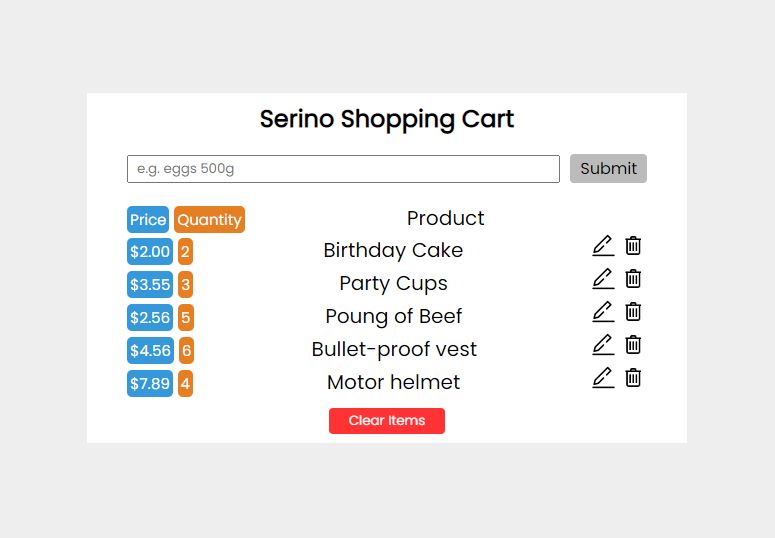 Serino Shopping Cart
e.g. eggs 500g Submit
Price Quantity Product
$2.00 2 Birthday Cake
$3.55 3 Party Cups
$2.56 5 Poung of Beef
$4.56 6 Bullet-proof vest
$7.89 4 Motor helmet
Clear Items